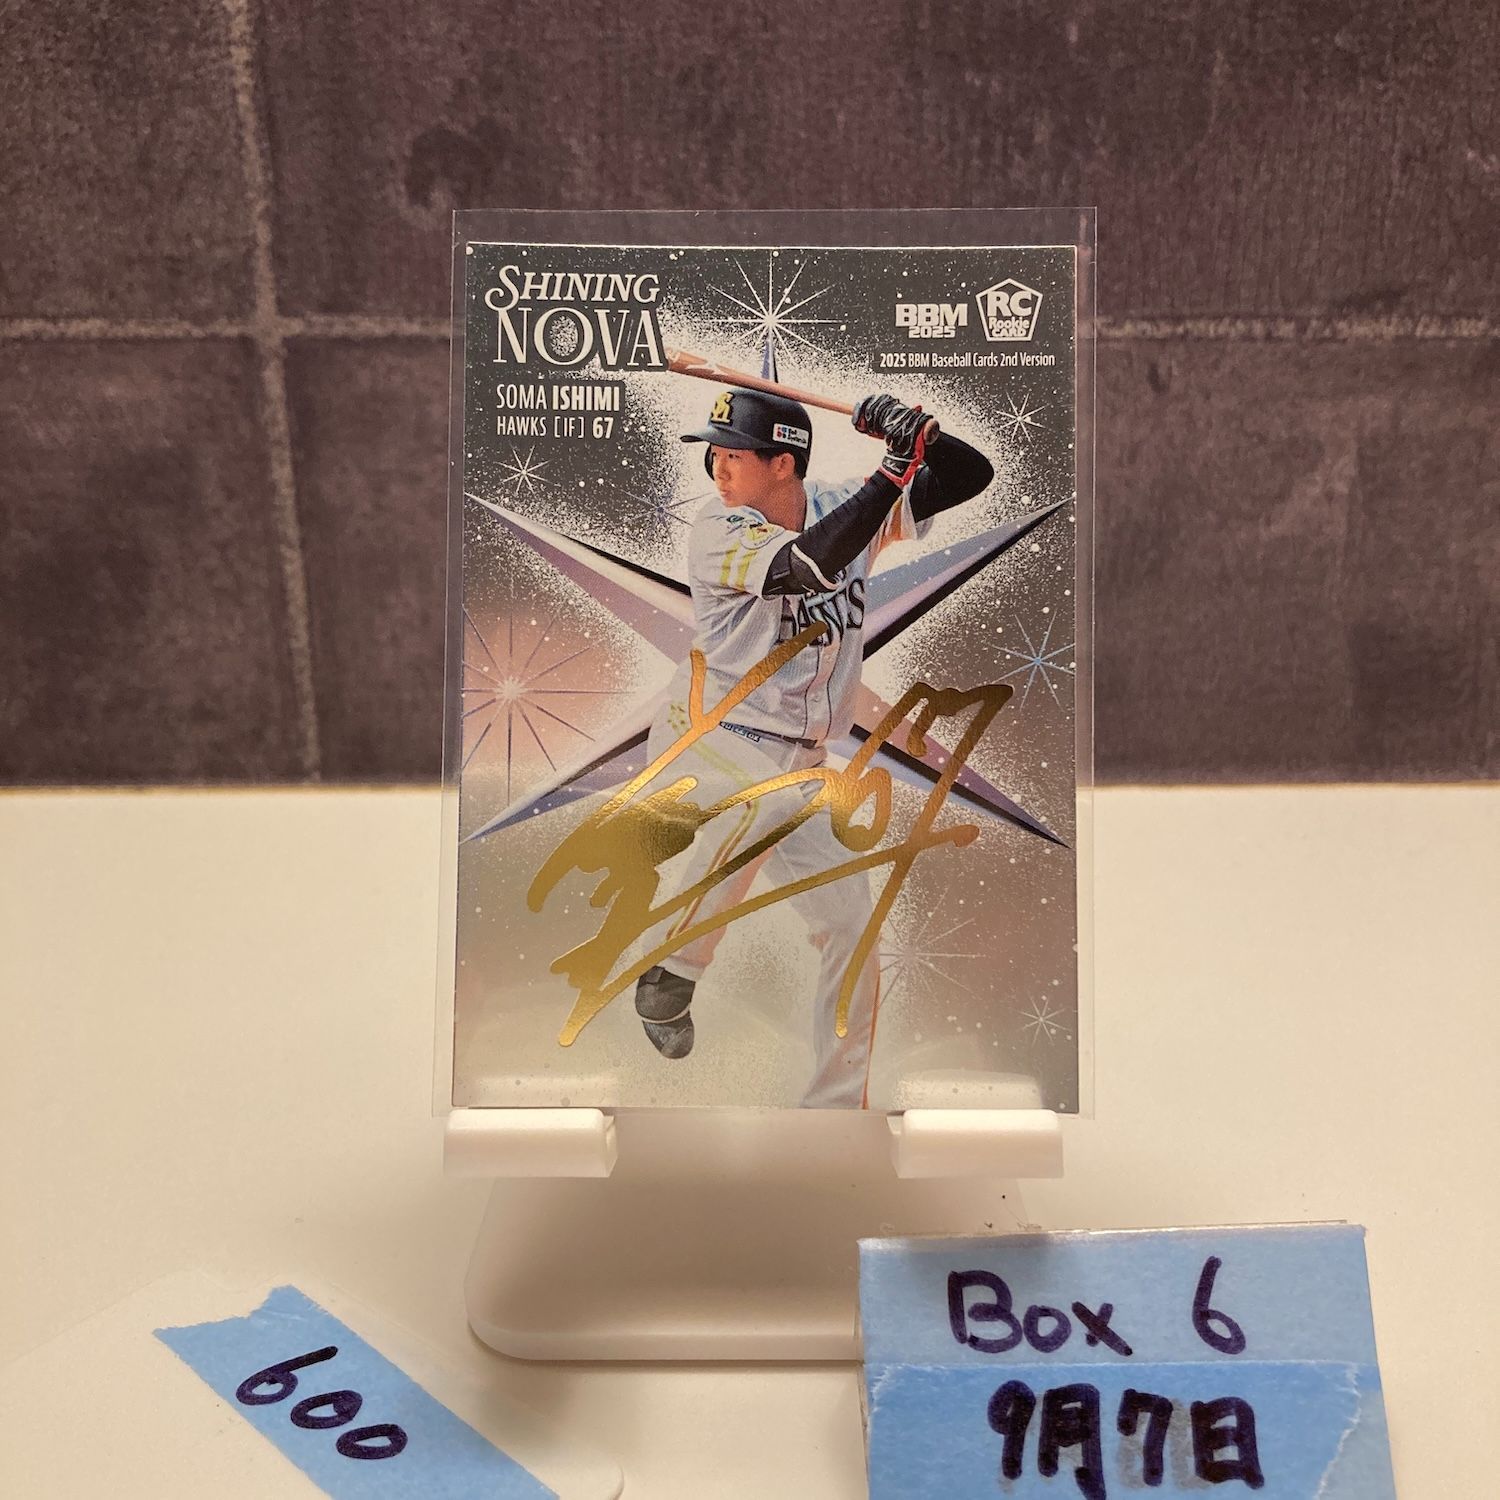 SHINING
NOVA
SOMA ISHIMI
HAWKS [IF] 67
BBM
2025
RC
Rookie
CARD
2025 BBM Baseball Cards 2nd Version
67
600
Box 6
9月7日